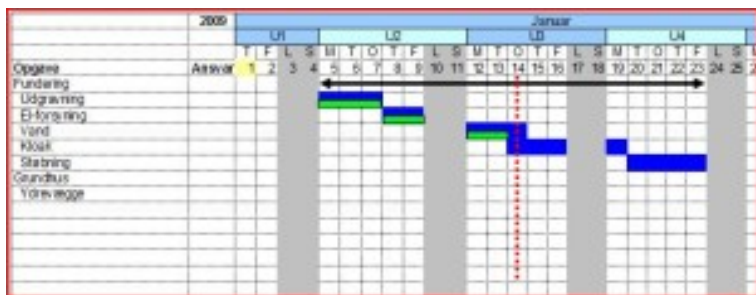 2009 Januar
U1 U2 U3 U4
T F L S M T O T F L S M T O T F L S M T O T F L S
Opgave Ansvar 1 2 3 4 5 6 7 8 9 10 11 12 13 14 15 16 17 18 19 20 21 22 23 24 25
Fundering
Udgravning
El-forsyning
Vand
Kloak
Støbning
Grundhus
Ydrevægge